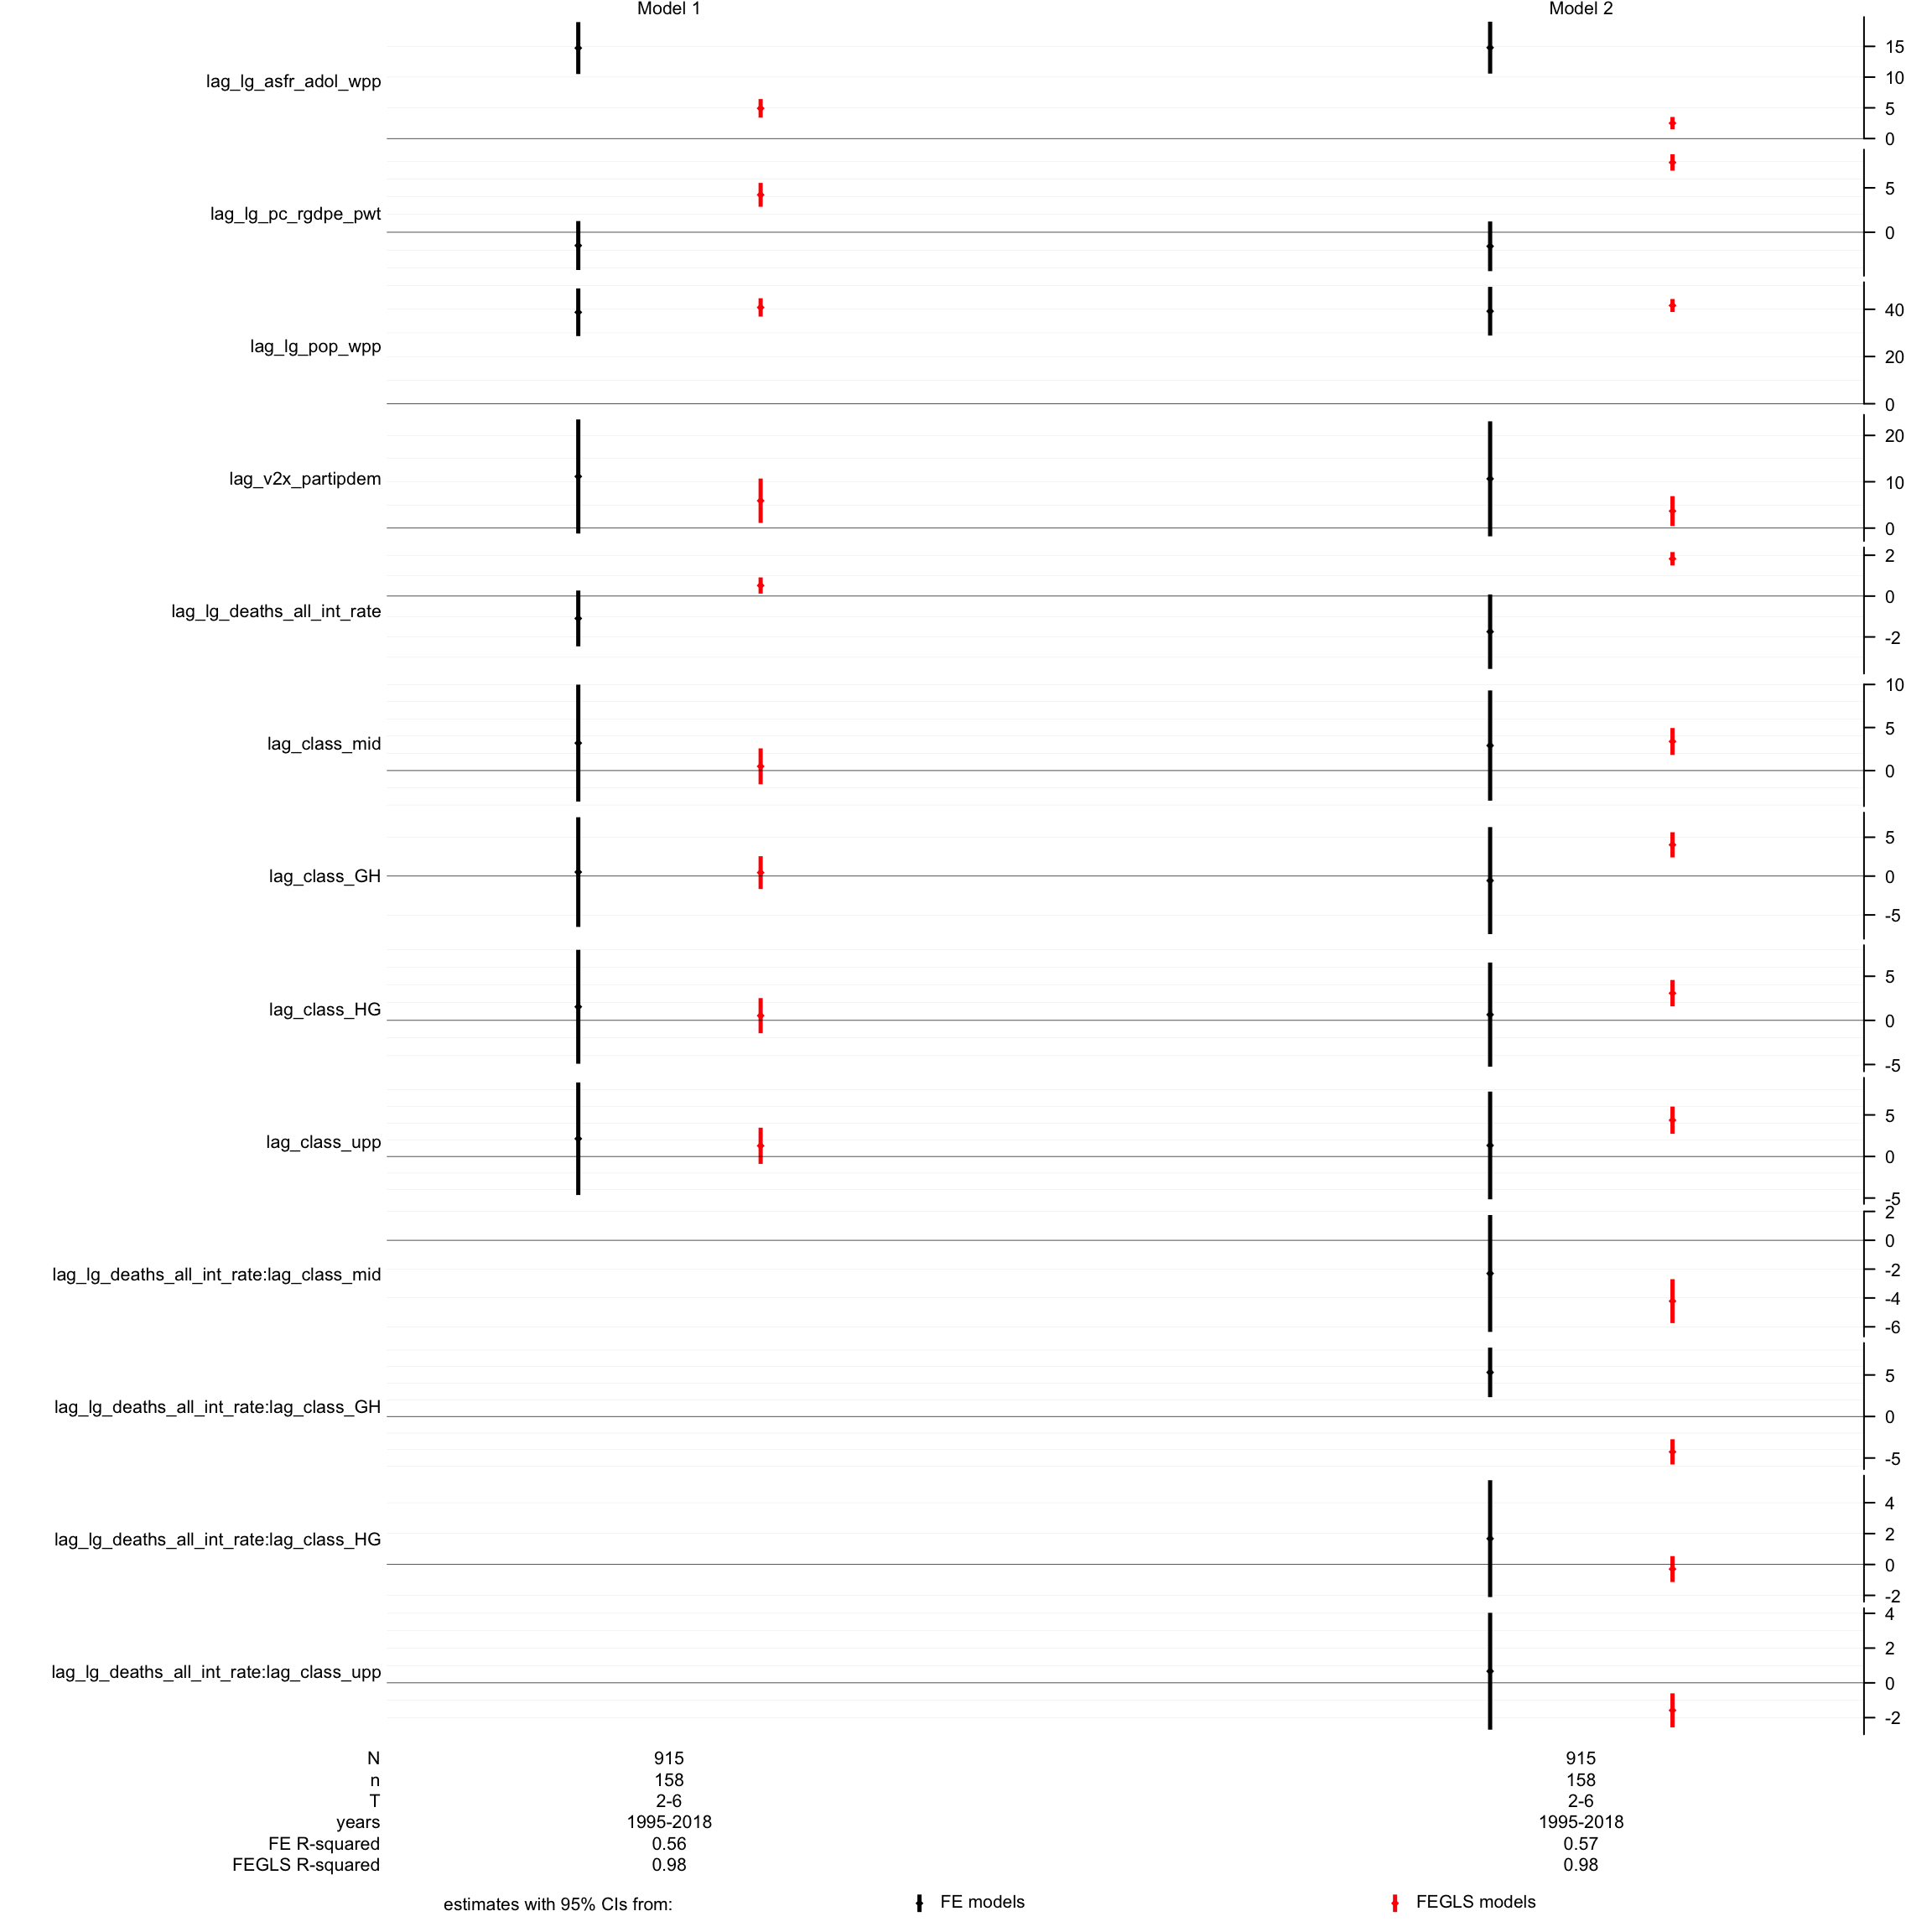 Model 1 Model 2
lag_lg_asfr_adol_wpp
15
10
5
0
lag_lg_pc_rgdpe_pwt
5
0
lag_lg_pop_wpp
40
20
0
lag_v2x_partipdem
20
10
0
lag_lg_deaths_all_int_rate
2
0
-2
lag_class_mid
10
5
0
lag_class_GH
5
0
-5
lag_class_HG
5
0
-5
lag_class_upp
5
0
-5
lag_lg_deaths_all_int_rate:lag_class_mid
2
0
-2
-4
-6
lag_lg_deaths_all_int_rate:lag_class_GH
5
0
-5
lag_lg_deaths_all_int_rate:lag_class_HG
4
2
0
-2
lag_lg_deaths_all_int_rate:lag_class_upp
4
2
0
-2
N 915 915
n 158 158
T 2-6 2-6
years 1995-2018 1995-2018
FE R-squared 0.56 0.57
FEGLS R-squared 0.98 0.98
estimates with 95% CIs from: FE models FEGLS models